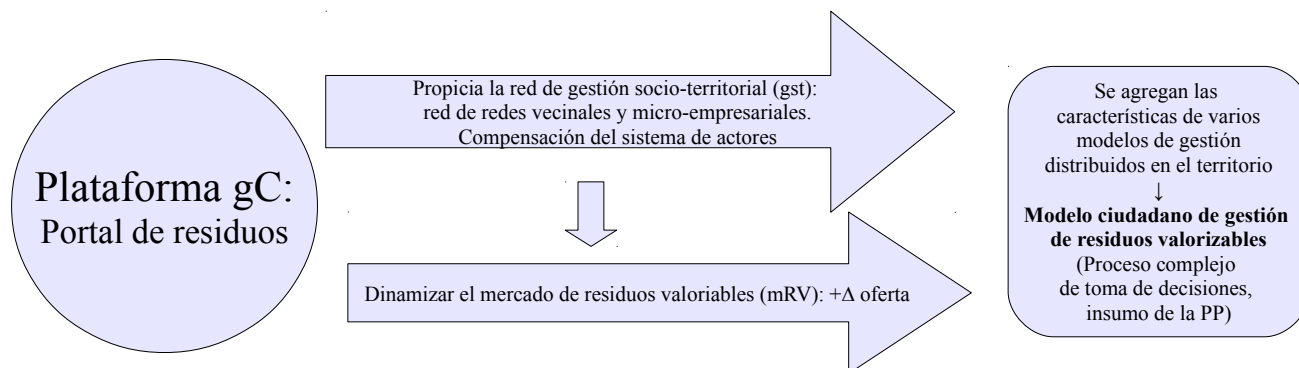 Plataforma gC:
Portal de residuos
Propicia la red de gestión socio-territorial (gst):
red de redes vecinales y micro-empresariales.
Compensación del sistema de actores
Dinamizar el mercado de residuos valoriables (mRV): +Δ oferta
Se agregan las
características de varios
modelos de gestión
distribuidos en el territorio
↓
Modelo ciudadano de gestión
de residuos valorizables
(Proceso complejo
de toma de decisiones,
insumo de la PP)